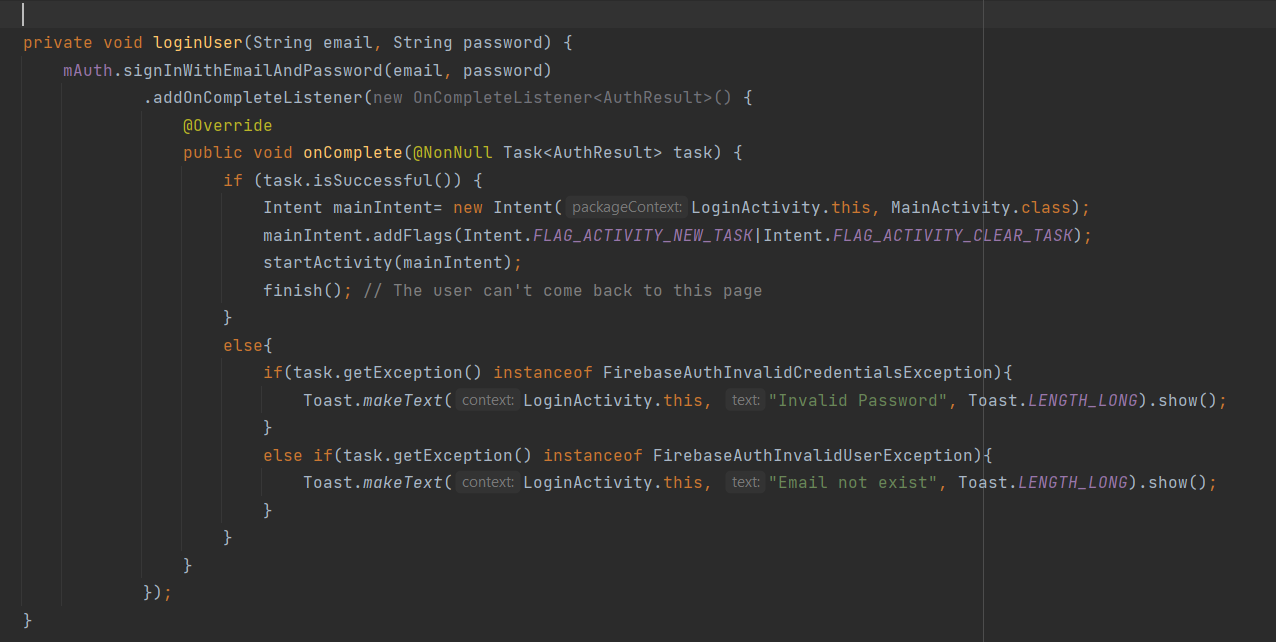 private void loginUser(String email, String password) {
mAuth.signInWithEmailAndPassword(email, password)
.addOnCompleteListener(new OnCompleteListener<AuthResult>() {
@Override
public void onComplete(@NonNull Task<AuthResult> task) {
if (task.isSuccessful()) {
Intent mainIntent= new Intent( packageContext: LoginActivity.this, MainActivity.class);
mainIntent.addFlags(Intent.FLAG_ACTIVITY_NEW_TASK|Intent.FLAG_ACTIVITY_CLEAR_TASK);
startActivity(mainIntent);
finish(); // The user can't come back to this page
}
else{
if(task.getException() instanceof FirebaseAuthInvalidCredentialsException){
Toast.makeText( context: LoginActivity.this, text: "Invalid Password", Toast.LENGTH_LONG).show();
}
else if(task.getException() instanceof FirebaseAuthInvalidUserException){
Toast.makeText( context: LoginActivity.this, text: "Email not exist", Toast.LENGTH_LONG).show();
}
}
}
});
}